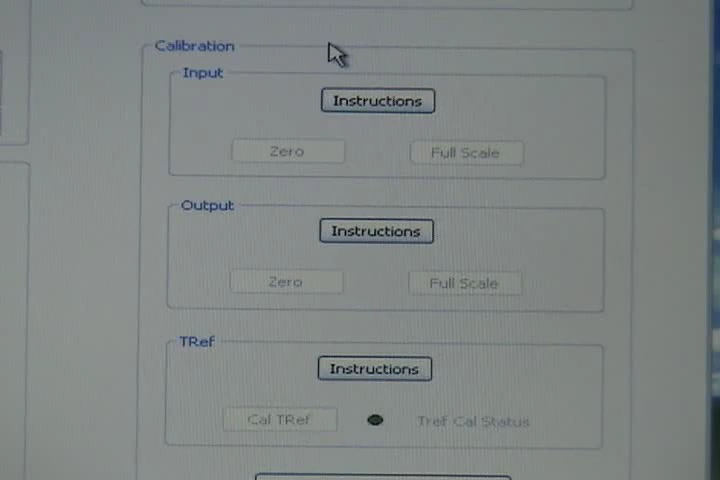 Calibration
Input
Instructions
Zero Full Scale
Output
Instructions
Zero Full Scale
TRef
Instructions
Cal TRef Tref Cal Status